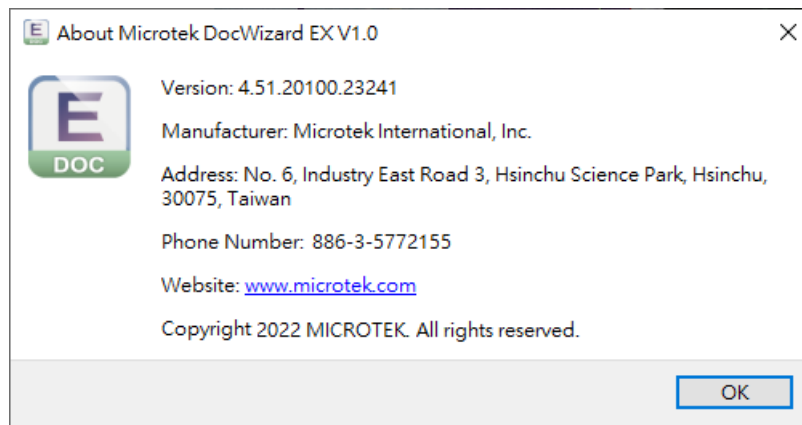 About Microtek DocWizard EX V1.0
E
DOC
Version: 4.51.20100.23241
Manufacturer: Microtek International, Inc.
Address: No. 6, Industry East Road 3, Hsinchu Science Park, Hsinchu,
30075, Taiwan
Phone Number: 886-3-5772155
Website: www.microtek.com
Copyright 2022 MICROTEK. All rights reserved.
OK